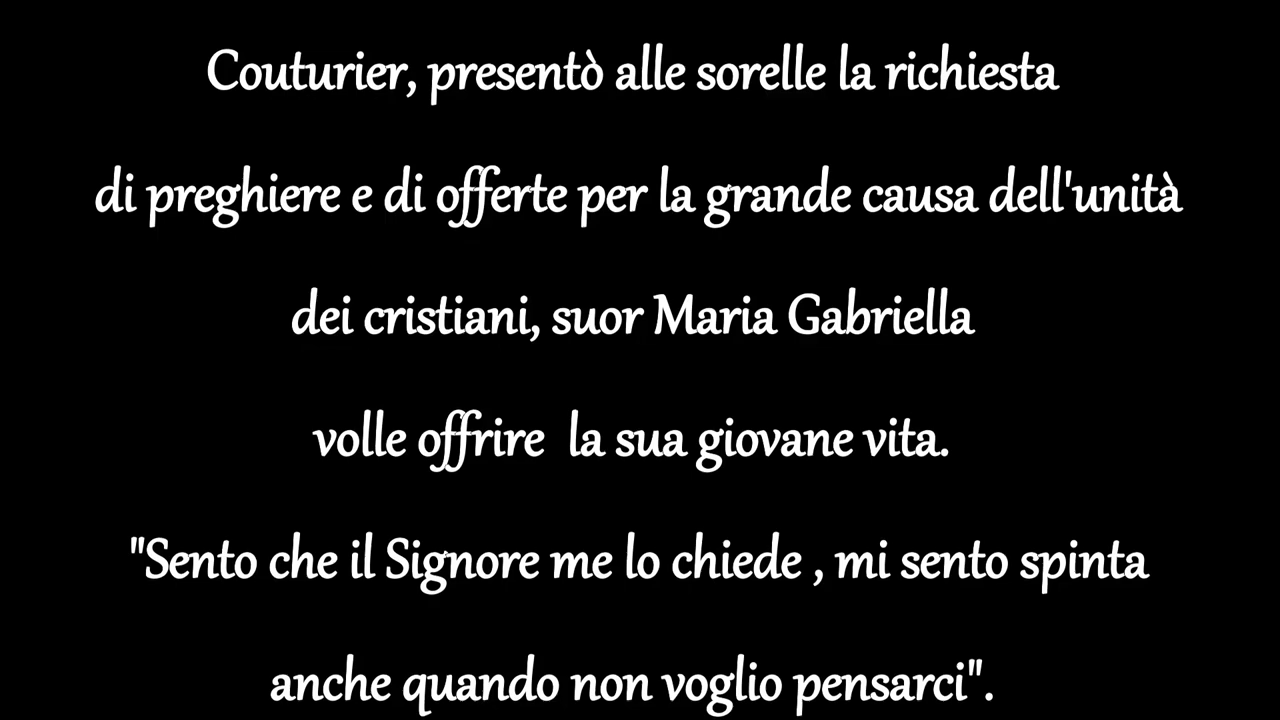 Couturier, presentò alle sorelle la richiesta
di preghiere e di offerte per la grande causa dell'unità
dei cristiani, suor Maria Gabriella
volle offrire  la sua giovane vita.
"Sento che il Signore me lo chiede , mi sento spinta
anche quando non voglio pensarci".